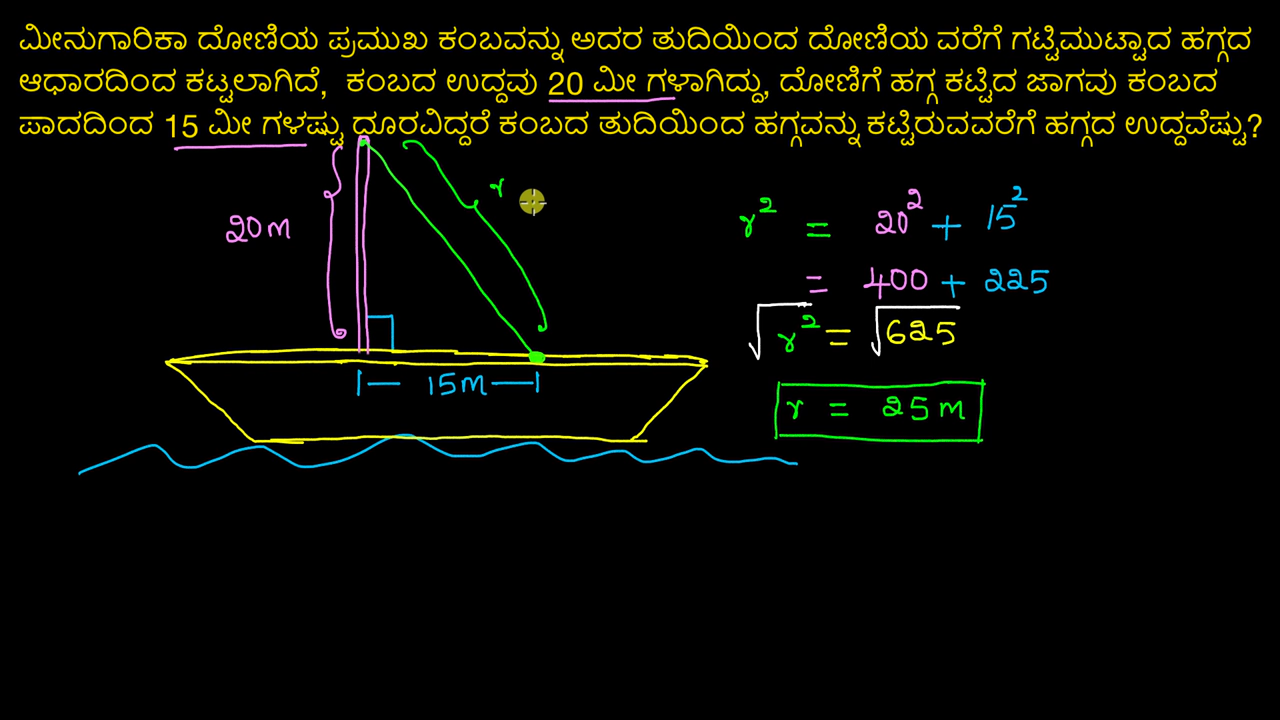 ಮೀನುಗಾರಿಕಾ ದೋಣಿಯ ಪ್ರಮುಖ ಕಂಬವನ್ನು ಅದರ ತುದಿಯಿಂದ ದೋಣಿಯ ವರೆಗೆ ಗಟ್ಟಿಮುಟ್ಟಾದ ಹಗ್ಗದ
ಆಧಾರದಿಂದ ಕಟ್ಟಲಾಗಿದೆ, ಕಂಬದ ಉದ್ದವು 20 ಮೀ ಗಳಾಗಿದ್ದು, ದೋಣಿಗೆ ಹಗ್ಗ ಕಟ್ಟಿದ ಜಾಗವು ಕಂಬದ
ಪಾದದಿಂದ 15 ಮೀ ಗಳಷ್ಟು ದೂರವಿದ್ದರೆ ಕಂಬದ ತುದಿಯಿಂದ ಹಗ್ಗವನ್ನು ಕಟ್ಟಿರುವವರೆಗೆ ಹಗ್ಗದ ಉದ್ದವೆಷ್ಟು?
20m
r
15m
r² = 20² + 15²
= 400 + 225
√r² = √625
r = 25 m